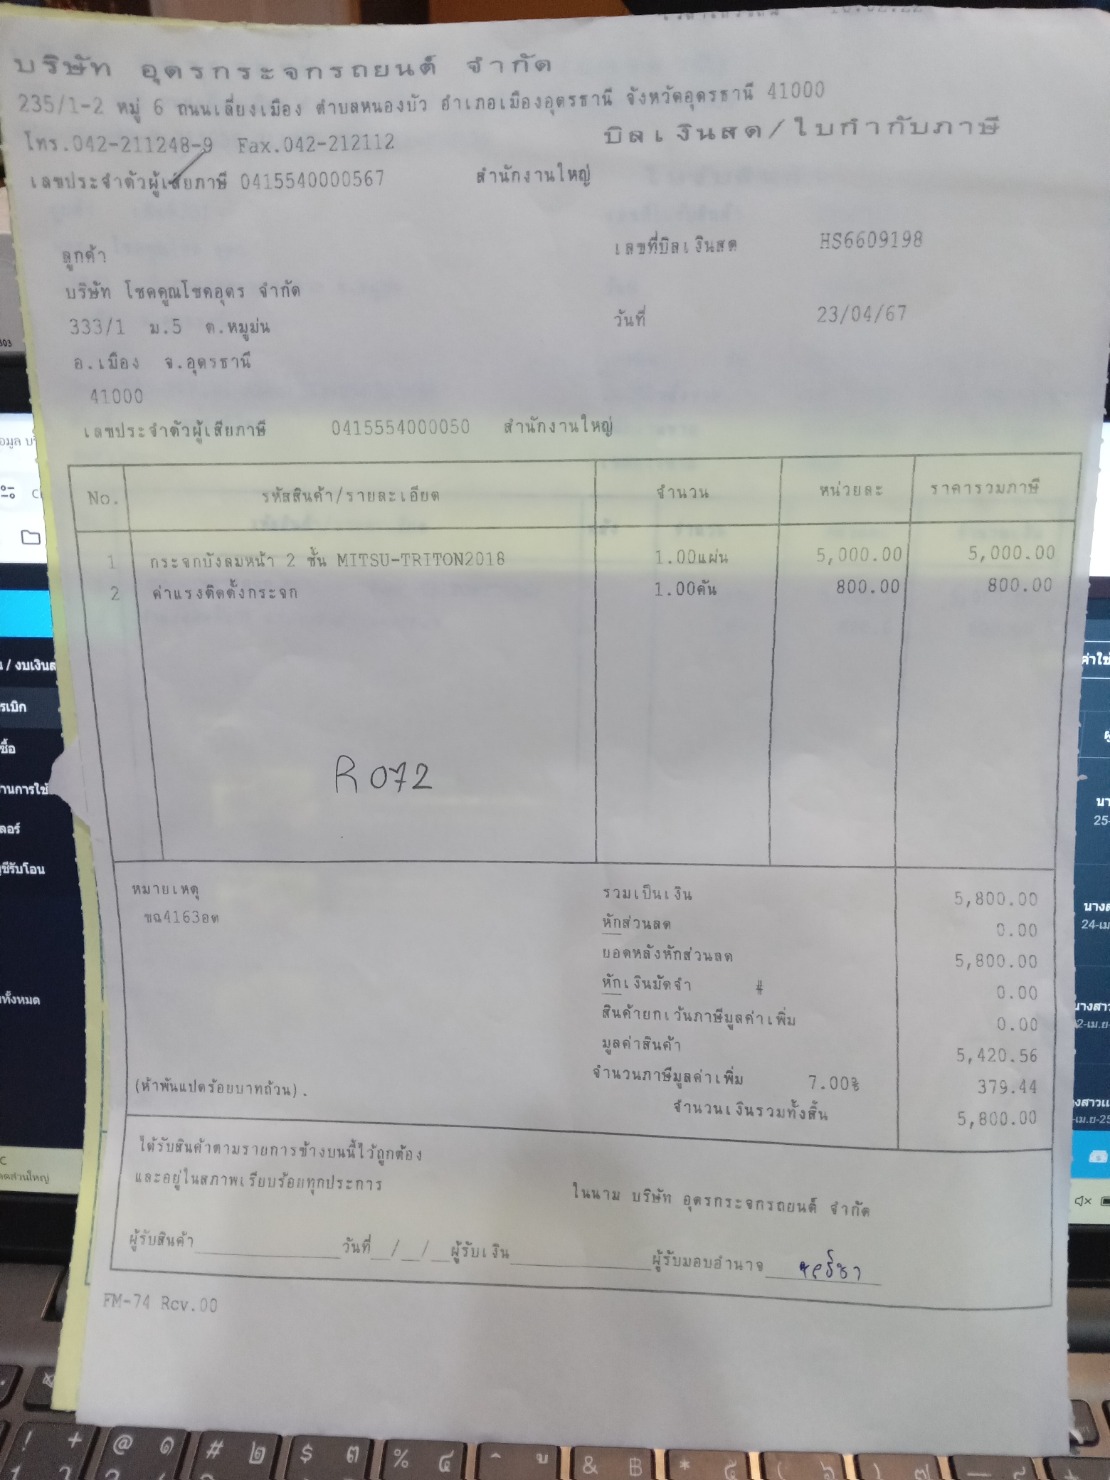 บริษัท อุดรกระจกรถยนต์ จำกัด
235/1-2 หมู่ 6 ถนนเลี่ยงเมือง ตำบลหนองบัว อำเภอเมืองอุดรธานี จังหวัดอุดรธานี 41000
โทร.042-211248-9 Fax.042-212112
บิลเงินสด/ใบกำกับภาษี
เลขประจำตัวผู้เสียภาษี 0415540000567 สำนักงานใหญ่
ลูกค้า
เลขที่บิลเงินสด HS6609198
บริษัท โชคคูณโชคอุดร จำกัด
333/1 ม.5 ต.หมูม่น
วันที่ 23/04/67
อ.เมือง จ.อุดรธานี
41000
เลขประจำตัวผู้เสียภาษี 0415554000050 สำนักงานใหญ่
No. รหัสสินค้า/รายละเอียด จำนวน หน่วยละ ราคารวมภาษี
1 กระจกบังลมหน้า 2 ชั้น MITSU-TRITON2018 1.00แผ่น 5,000.00 5,000.00
2 ค่าแรงติดตั้งกระจก 1.00คัน 800.00 800.00
R072
หมายเหตุ
ขฉ4163อด
รวมเป็นเงิน 5,800.00
หักส่วนลด 0.00
ยอดหลังหักส่วนลด 5,800.00
หักเงินมัดจำ # 0.00
สินค้ายกเว้นภาษีมูลค่าเพิ่ม 0.00
มูลค่าสินค้า 5,420.56
จำนวนภาษีมูลค่าเพิ่ม 7.00% 379.44
(ห้าพันแปดร้อยบาทถ้วน).
จำนวนเงินรวมทั้งสิ้น 5,800.00
ได้รับสินค้าตามรายการข้างบนนี้ไว้ถูกต้อง
และอยู่ในสภาพเรียบร้อยทุกประการ
ในนาม บริษัท อุดรกระจกรถยนต์ จำกัด
ผู้รับสินค้า วันที่ / / ผู้รับเงิน ผู้รับมอบอำนาจ
FM-74 Rev.00